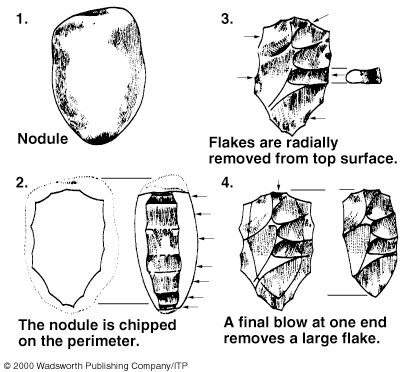 1.
Nodule
2.
The nodule is chipped
on the perimeter.
3.
Flakes are radially
removed from top surface.
4.
A final blow at one end
removes a large flake.
© 2000 Wadsworth Publishing Company/ITP